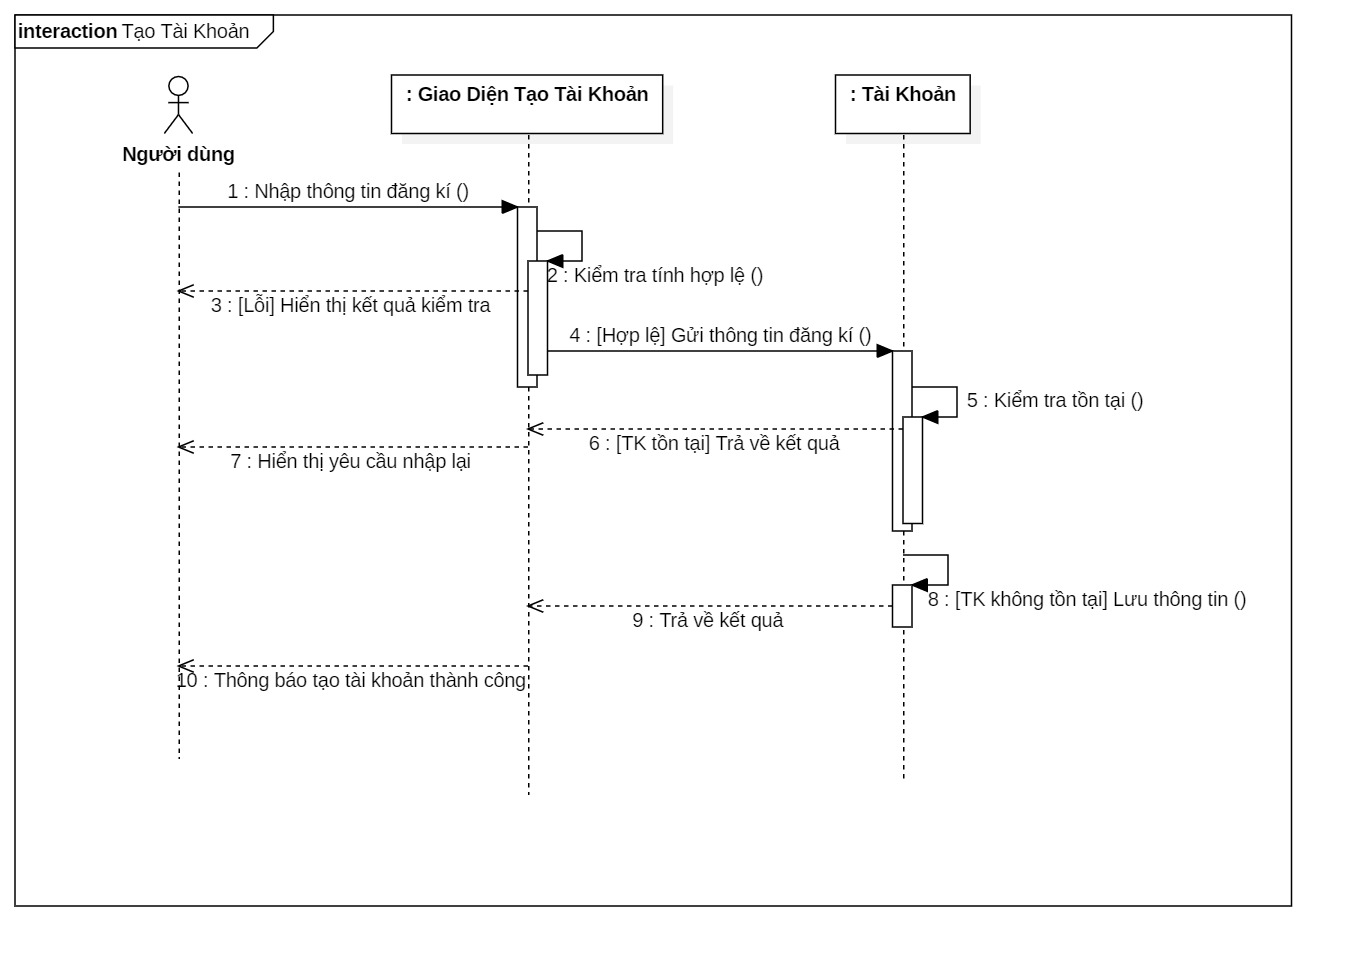 interaction Tạo Tài Khoản
: Giao Diện Tạo Tài Khoản
: Tài Khoản
Người dùng
1 : Nhập thông tin đăng kí ()
2 : Kiểm tra tính hợp lệ ()
3 : [Lỗi] Hiển thị kết quả kiểm tra
4 : [Hợp lệ] Gửi thông tin đăng kí ()
5 : Kiểm tra tồn tại ()
6 : [TK tồn tại] Trả về kết quả
7 : Hiển thị yêu cầu nhập lại
8 : [TK không tồn tại] Lưu thông tin ()
9 : Trả về kết quả
10 : Thông báo tạo tài khoản thành công